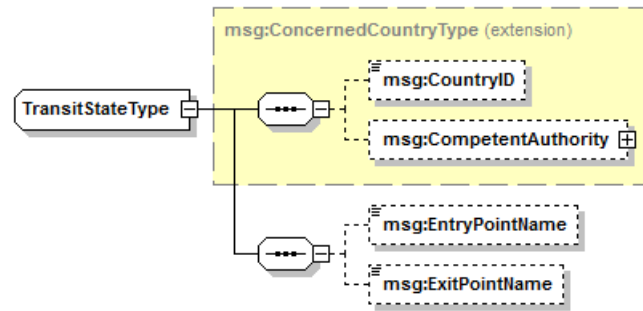 msg:ConcernedCountryType (extension)
msg:CountryID
TransitStateType
msg:CompetentAuthority
msg:EntryPointName
msg:ExitPointName